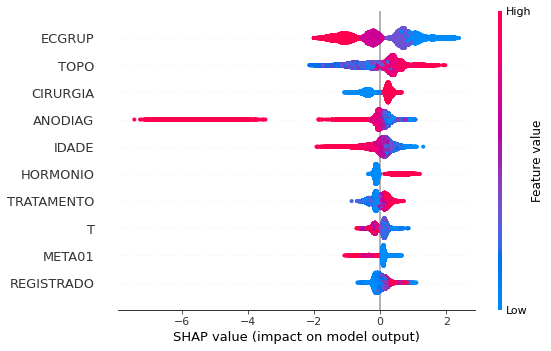 High
ECGRUP
TOPO
CIRURGIA
ANODIAG
IDADE
HORMONIO
TRATAMENTO
T
META01
REGISTRADO
Feature value
Low
−6 −4 −2 0 2
SHAP value (impact on model output)